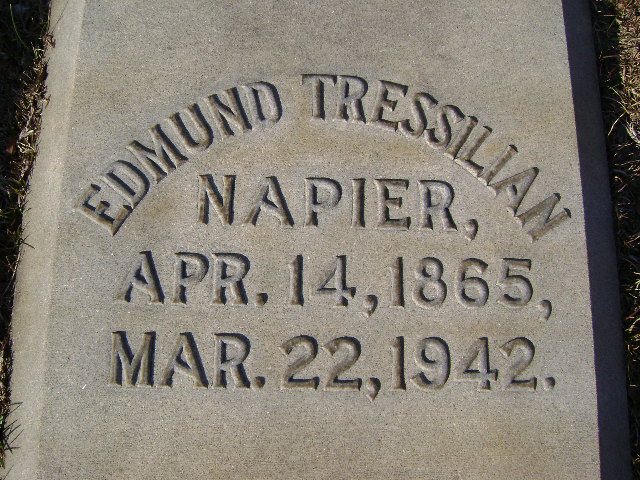 EDMUND TRESSILIAN
NAPIER,
APR. 14, 1865,
MAR. 22, 1942.